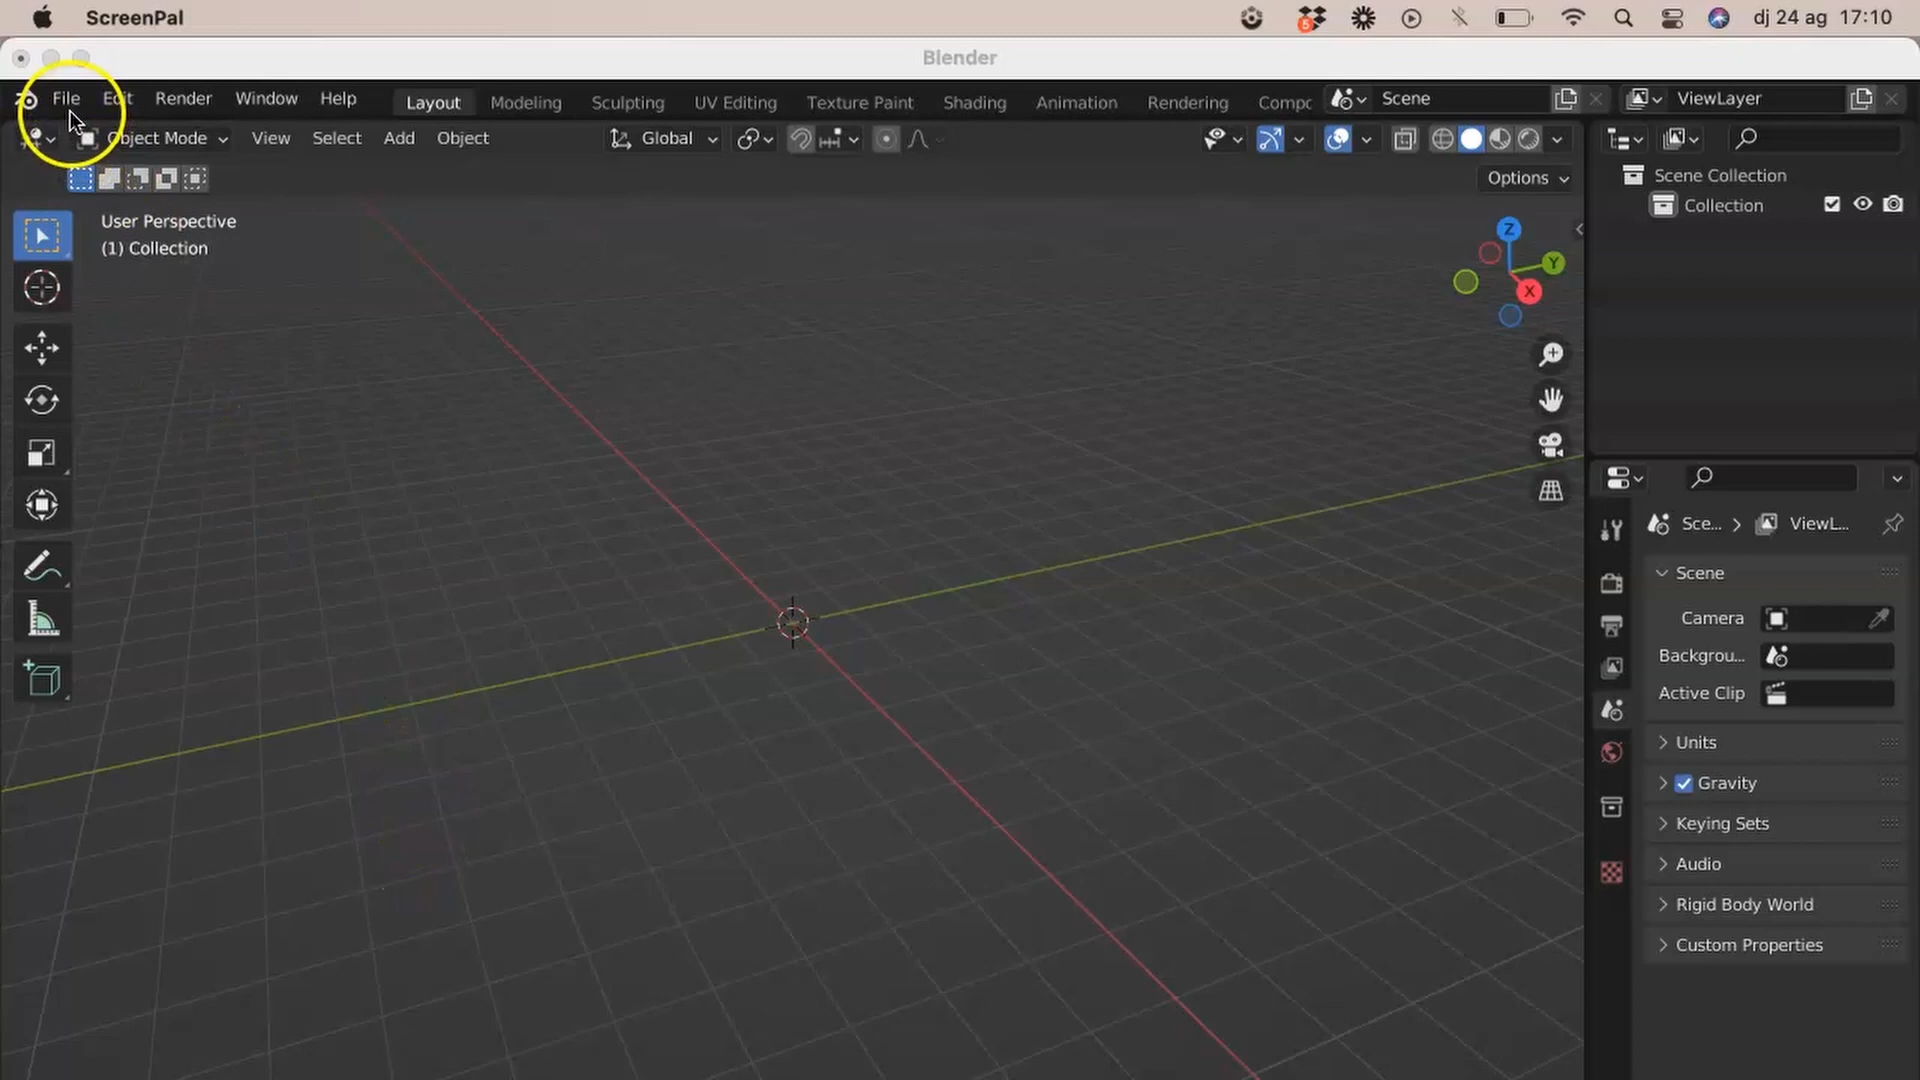 ScreenPal
5
dj 24 ag 17:10
Blender
File Edit Render Window Help
Layout Modeling Sculpting UV Editing Texture Paint Shading Animation Rendering Compc
Scene
ViewLayer
Object Mode View Select Add Object
Global
Options
User Perspective
(1) Collection
Z
Y
X
Scene Collection
Collection
Sce... > ViewL...
Scene
Camera
Backgrou...
Active Clip
Units
Gravity
Keying Sets
Audio
Rigid Body World
Custom Properties